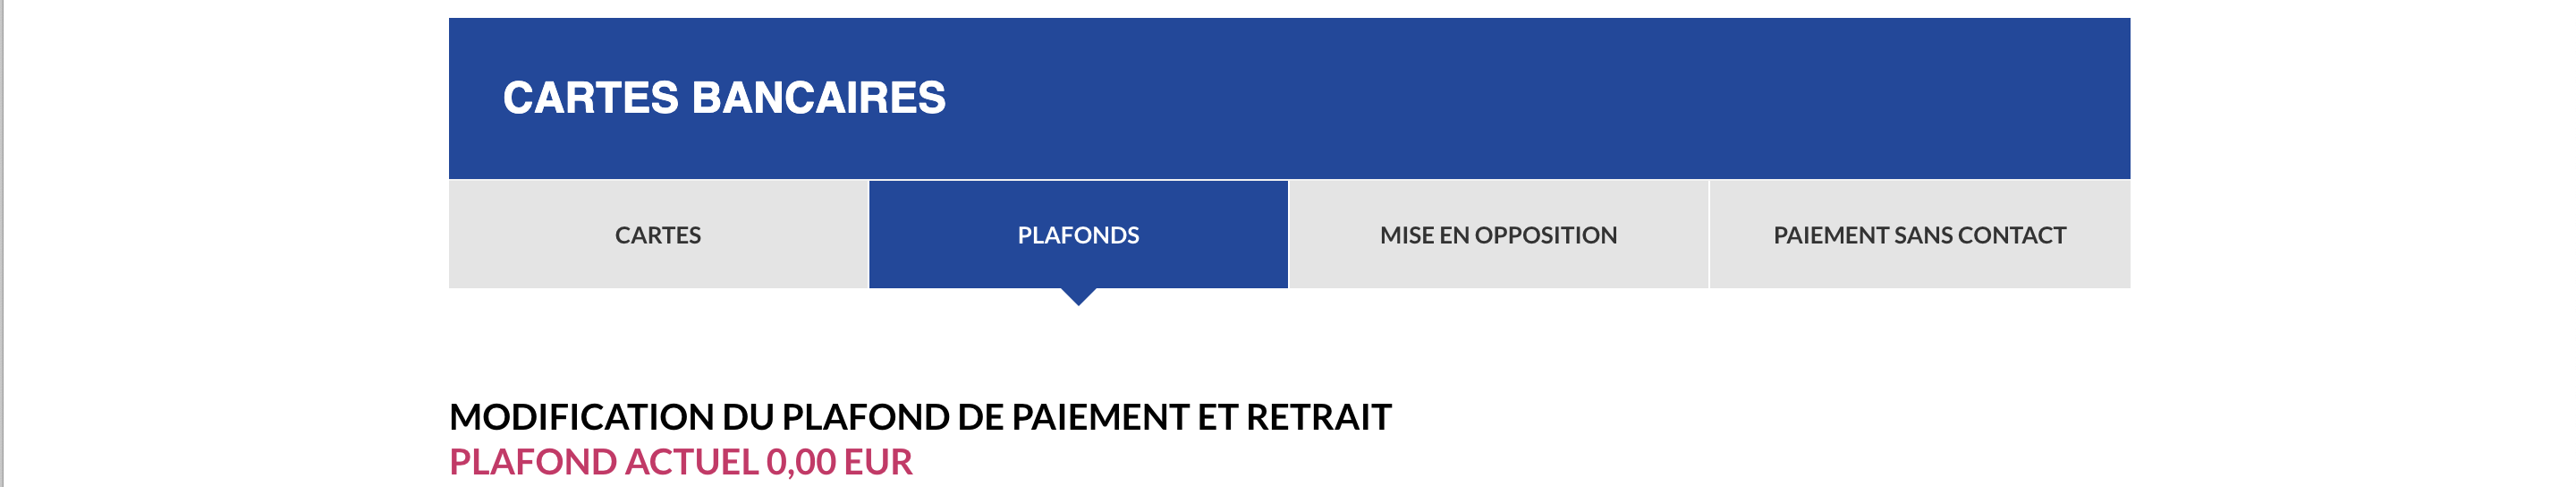 CARTES BANCAIRES
CARTES
PLAFONDS
MISE EN OPPOSITION
PAIEMENT SANS CONTACT
MODIFICATION DU PLAFOND DE PAIEMENT ET RETRAIT
PLAFOND ACTUEL 0,00 EUR